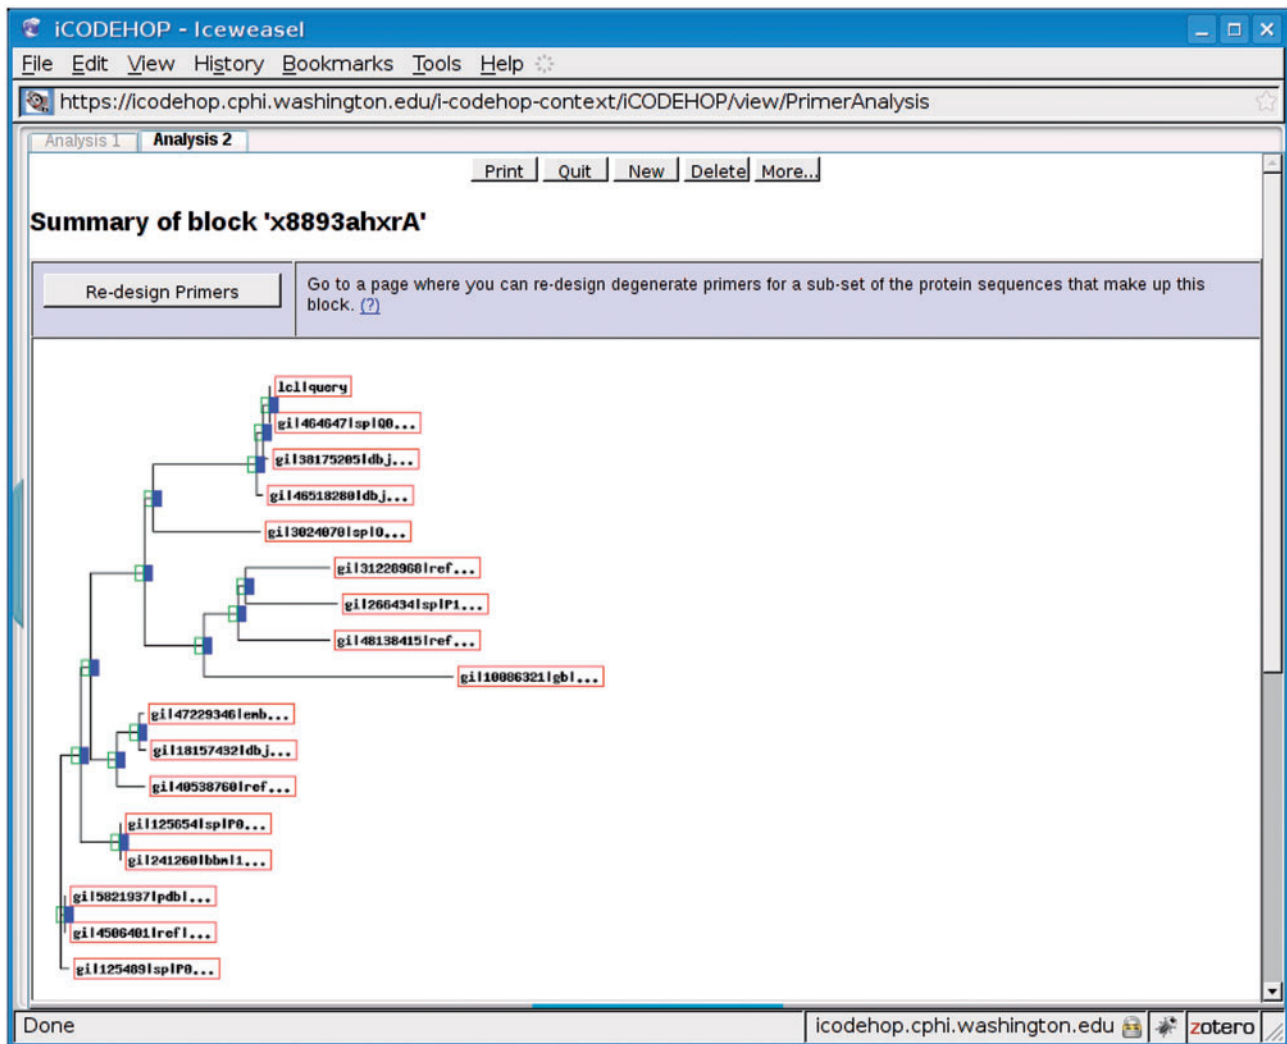 iCODEHOP - Iceweasel
File Edit View History Bookmarks Tools Help
https://icodehop.cphi.washington.edu/i-codehop-context/iCODEHOP/view/PrimerAnalysis
Analysis 1 Analysis 2
Print Quit New Delete More...
Summary of block 'x8893ahxrA'
Re-design Primers
Go to a page where you can re-design degenerate primers for a sub-set of the protein sequences that make up this
block. (?)
lcl|query
gi|464647|sp|Q0...
gi|38175205|dbj...
gi|46518280|dbj...
gi|3024070|sp|O...
gi|31228968|ref...
gi|266434|sp|P1...
gi|48138415|ref...
gi|10086321|gb|...
gi|47229346|emb...
gi|18157432|dbj...
gi|40538760|ref...
gi|125654|sp|P0...
gi|241260|bbm|1...
gi|5821937|pdb|...
gi|4506401|ref|...
gi|125489|sp|P0...
Done
icodehop.cphi.washington.edu
zotero